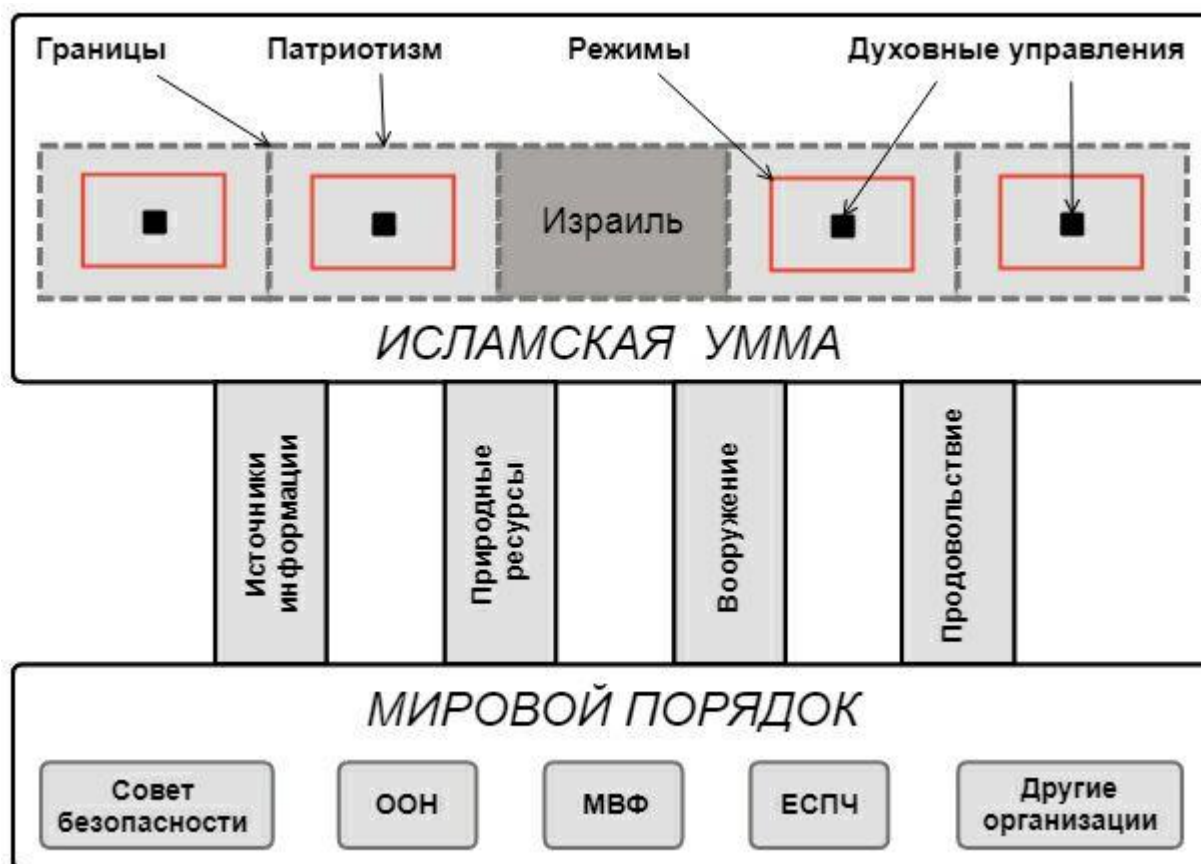 Границы Патриотизм Режимы Духовные управления
Израиль
ИСЛАМСКАЯ УММА
Источники
информации
Природные
ресурсы
Вооружение
Продовольствие
МИРОВОЙ ПОРЯДОК
Совет
безопасности
ООН
МВФ
ЕСПЧ
Другие
организации